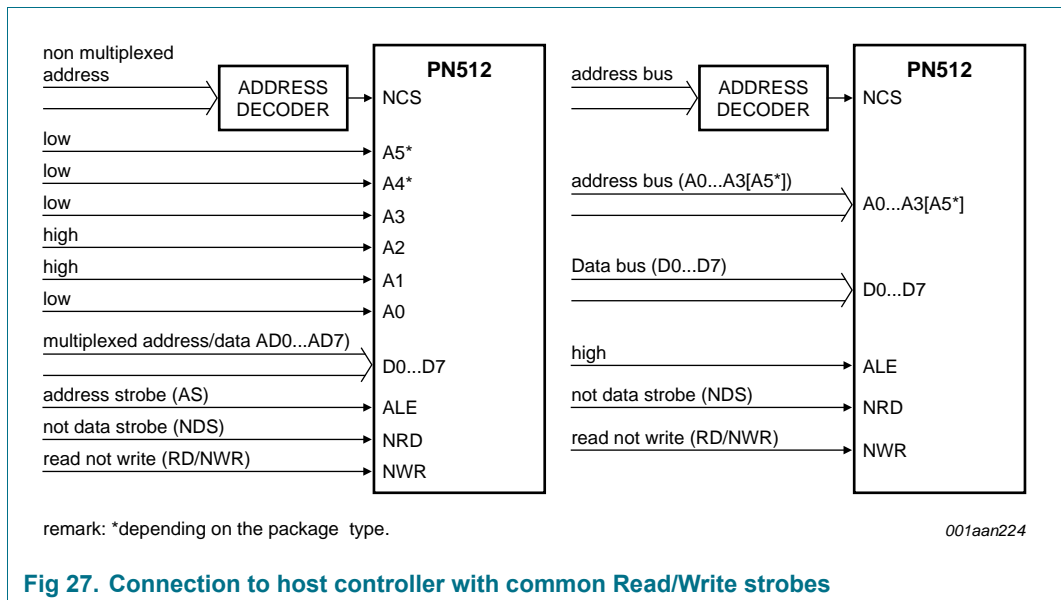 non multiplexed
address
ADDRESS
DECODER
PN512
NCS
low
A5*
low
A4*
low
A3
high
A2
high
A1
low
A0
multiplexed address/data AD0...AD7)
D0...D7
address strobe (AS)
ALE
not data strobe (NDS)
NRD
read not write (RD/NWR)
NWR
address bus
ADDRESS
DECODER
PN512
NCS
address bus (A0...A3[A5*])
A0...A3[A5*]
Data bus (D0...D7)
D0...D7
high
ALE
not data strobe (NDS)
NRD
read not write (RD/NWR)
NWR
remark: *depending on the package type.
001aan224
Fig 27. Connection to host controller with common Read/Write strobes